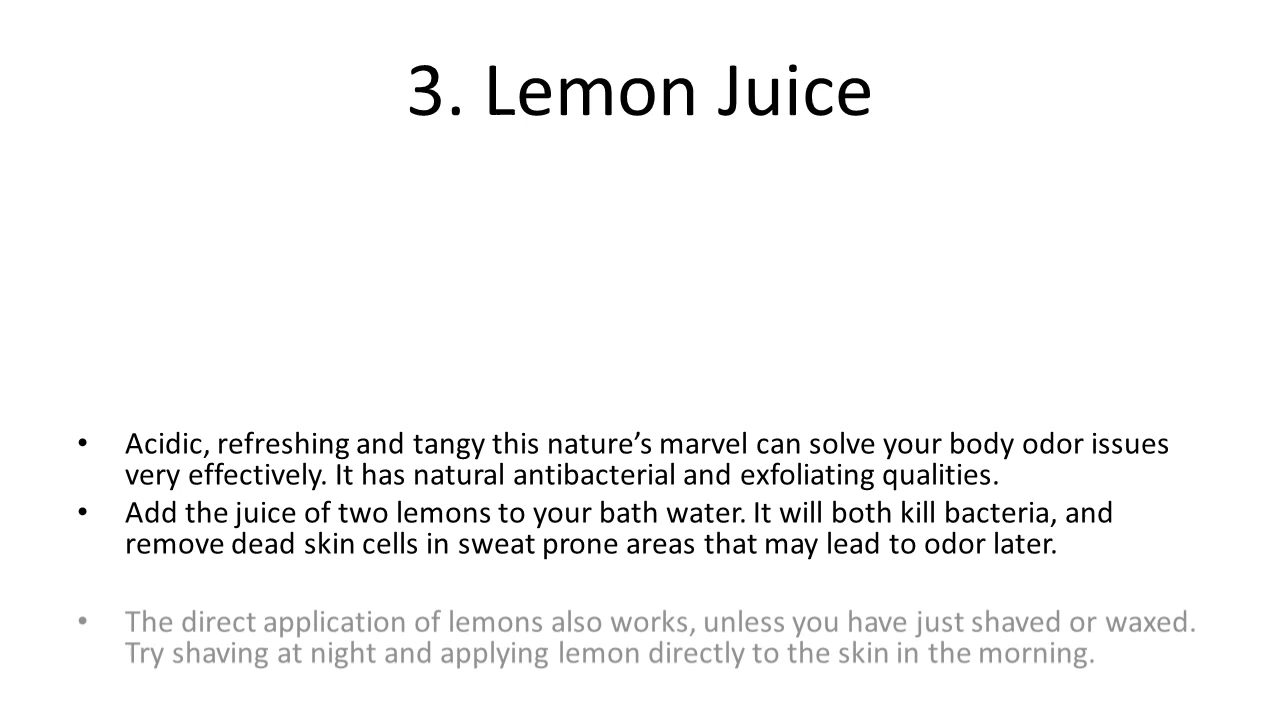 3. Lemon Juice
• Acidic, refreshing and tangy this nature’s marvel can solve your body odor issues
very effectively. It has natural antibacterial and exfoliating qualities.
• Add the juice of two lemons to your bath water. It will both kill bacteria, and
remove dead skin cells in sweat prone areas that may lead to odor later.
• The direct application of lemons also works, unless you have just shaved or waxed.
Try shaving at night and applying lemon directly to the skin in the morning.